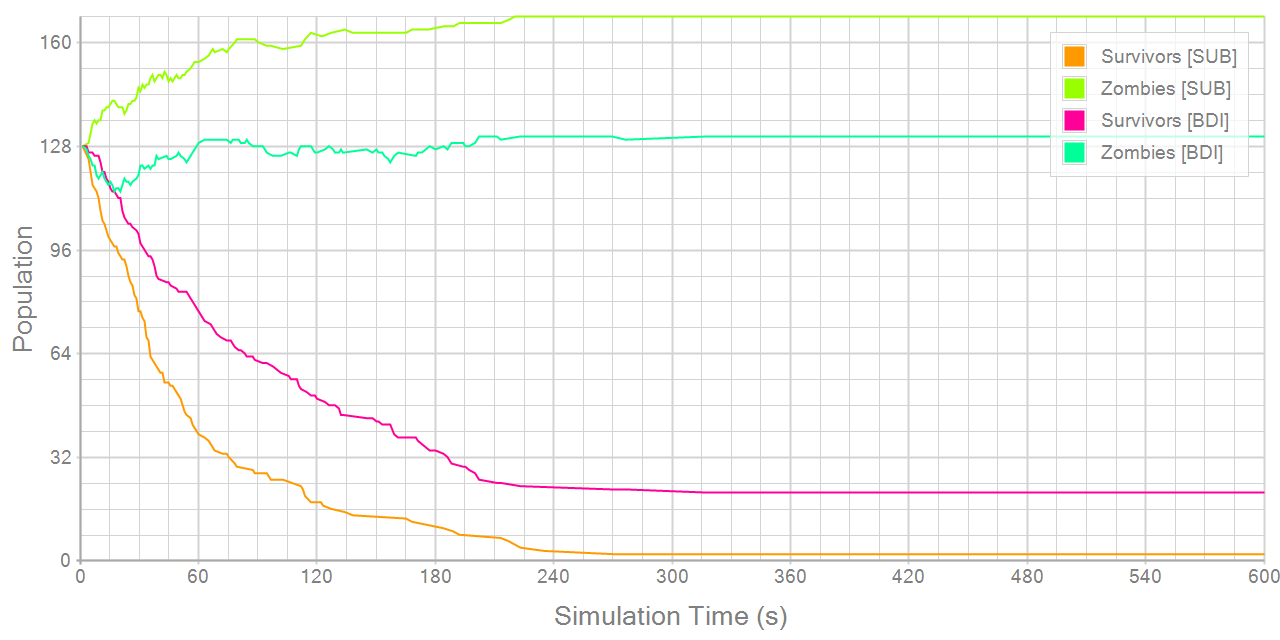 160
128
96
64
32
0
Population
Survivors [SUB]
Zombies [SUB]
Survivors [BDI]
Zombies [BDI]
0 60 120 180 240 300 360 420 480 540 600
Simulation Time (s)